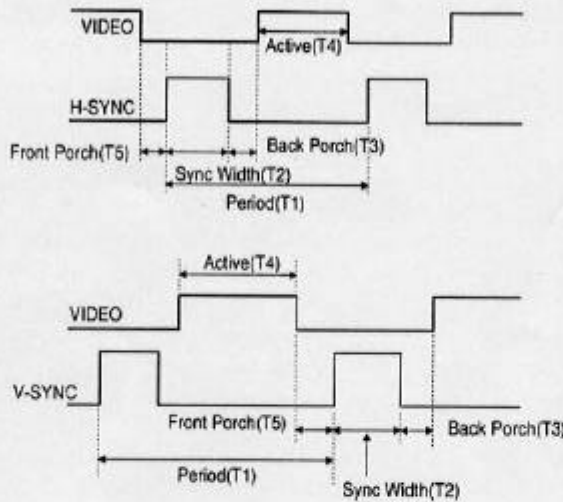 VIDEO
Active(T4)
H-SYNC
Front Porch(T5)
Back Porch(T3)
Sync Width(T2)
Period(T1)
Active(T4)
VIDEO
V-SYNC
Front Porch(T5)
Back Porch(T3)
Period(T1)
Sync Width(T2)